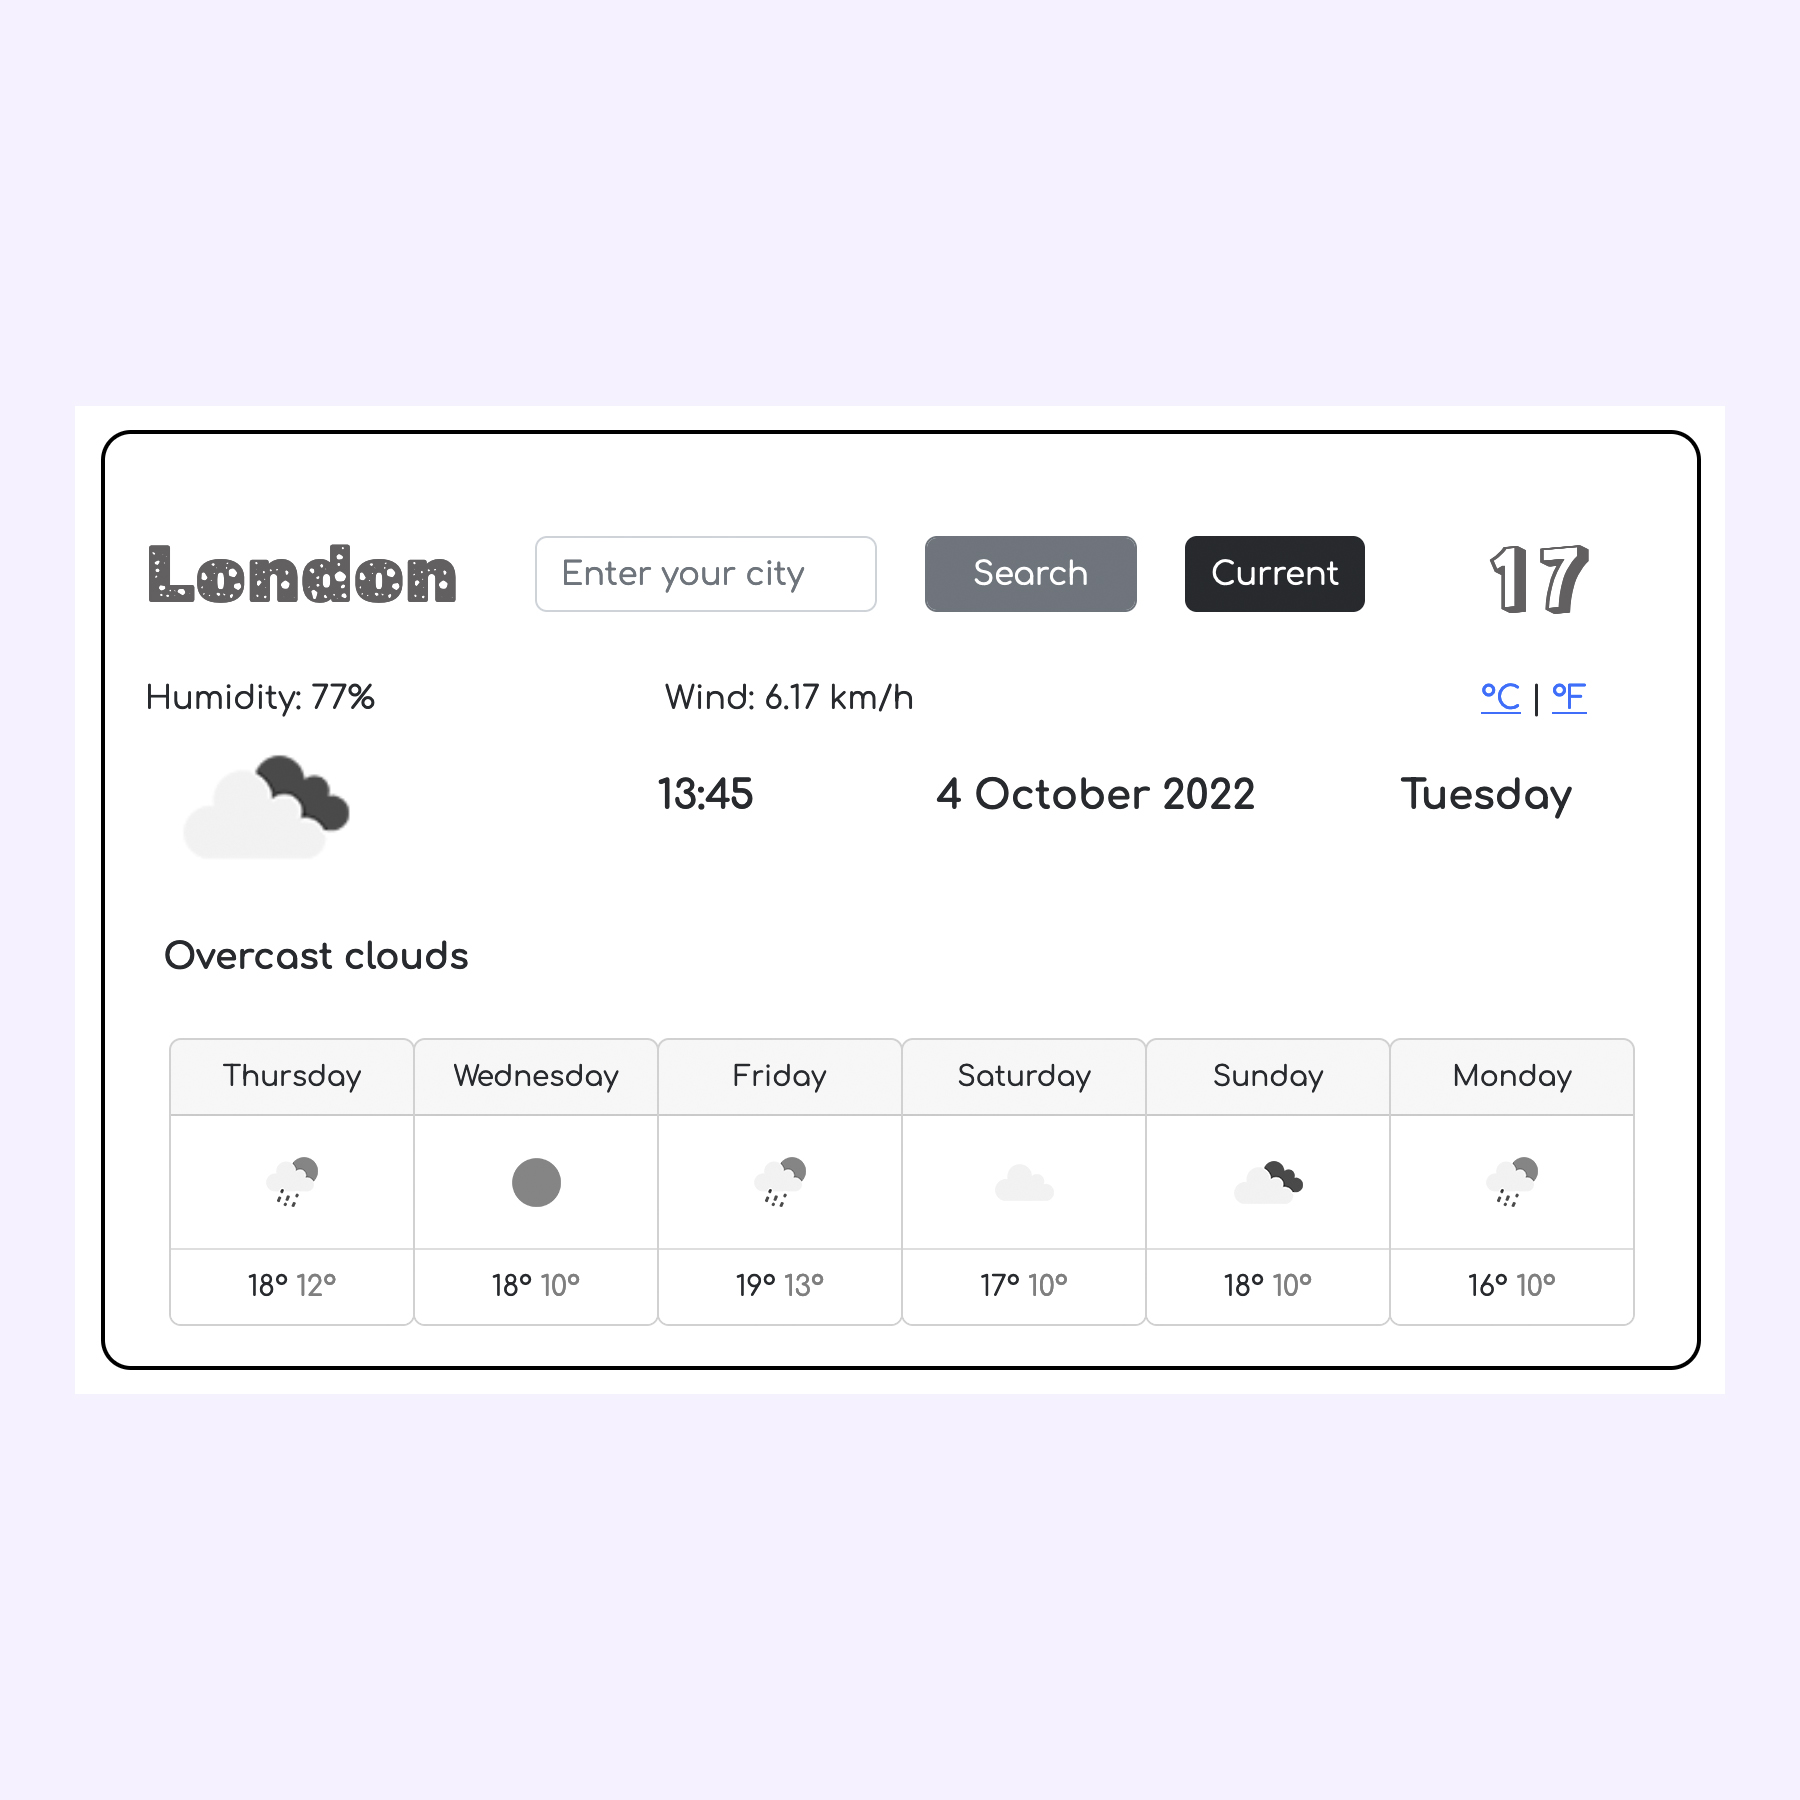 London Enter your city Search Current 17
Humidity: 77% Wind: 6.17 km/h °C | °F
13:45 4 October 2022 Tuesday
Overcast clouds
Thursday Wednesday Friday Saturday Sunday Monday
18° 12° 18° 10° 19° 13° 17° 10° 18° 10° 16° 10°